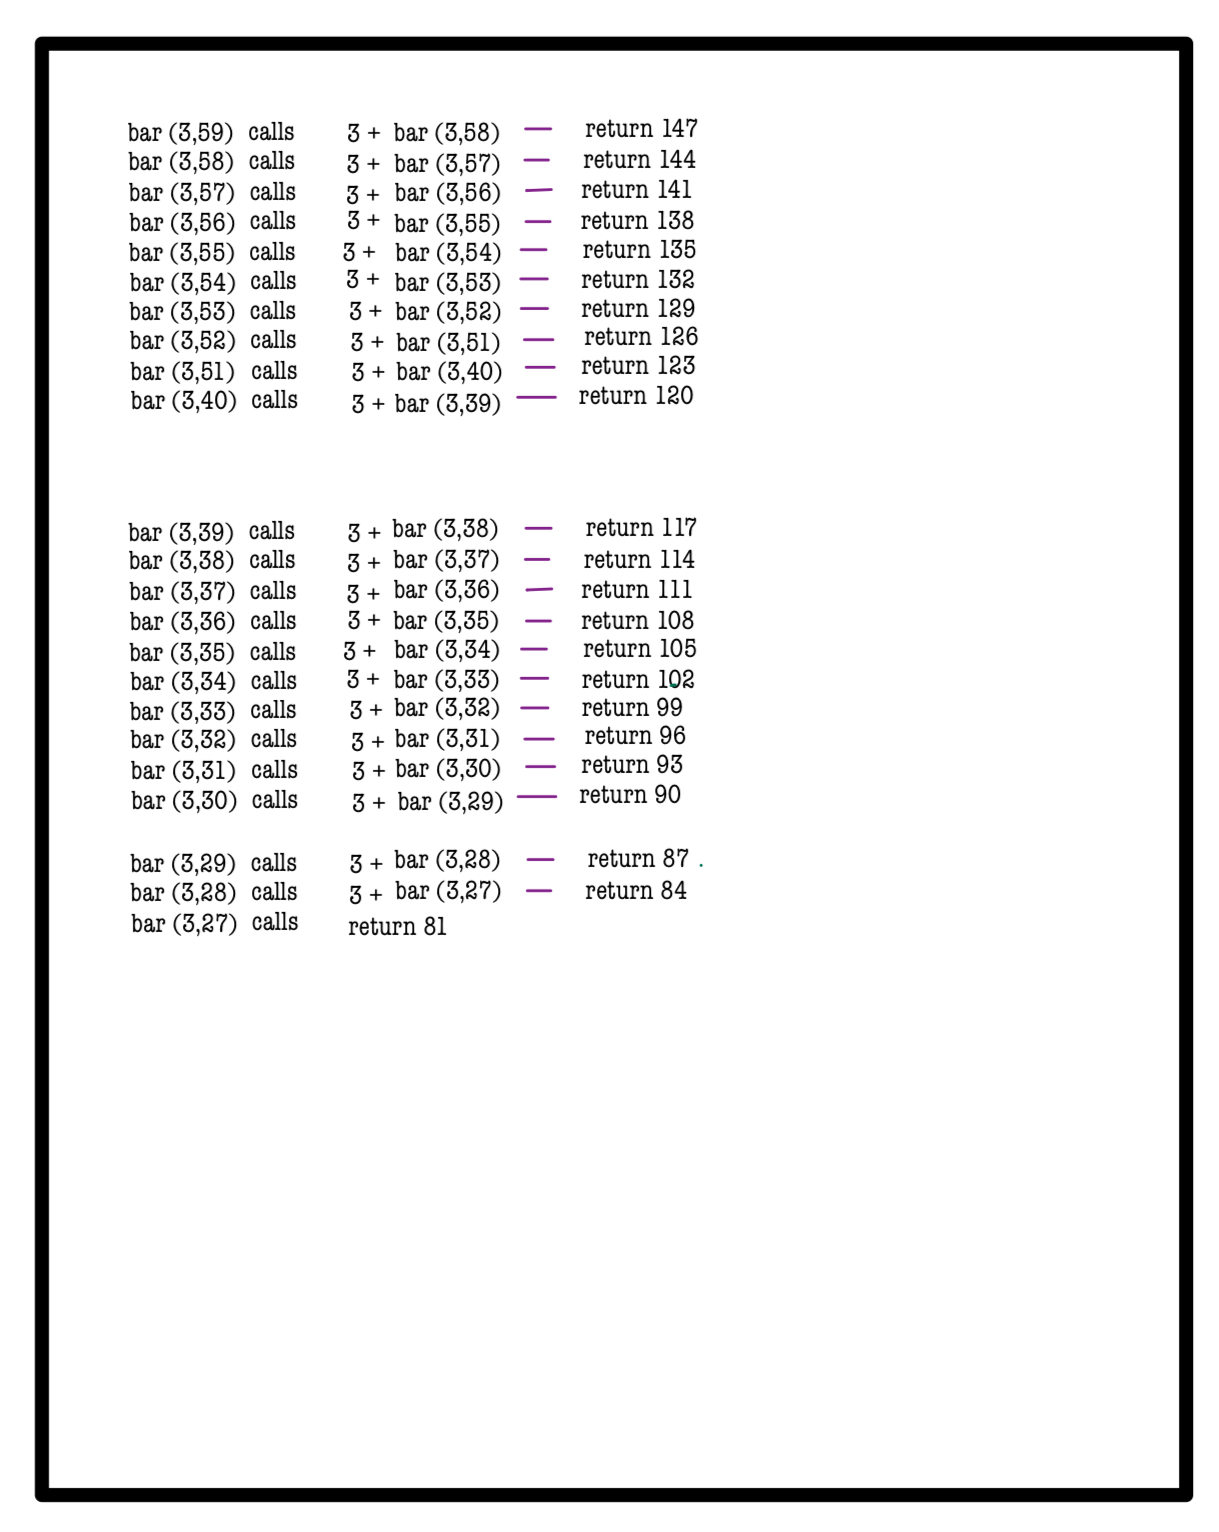 bar (3,59) calls 3 + bar (3,58) — return 147
bar (3,58) calls 3 + bar (3,57) — return 144
bar (3,57) calls 3 + bar (3,56) — return 141
bar (3,56) calls 3 + bar (3,55) — return 138
bar (3,55) calls 3 + bar (3,54) — return 135
bar (3,54) calls 3 + bar (3,53) — return 132
bar (3,53) calls 3 + bar (3,52) — return 129
bar (3,52) calls 3 + bar (3,51) — return 126
bar (3,51) calls 3 + bar (3,40) — return 123
bar (3,40) calls 3 + bar (3,39) — return 120
bar (3,39) calls 3 + bar (3,38) — return 117
bar (3,38) calls 3 + bar (3,37) — return 114
bar (3,37) calls 3 + bar (3,36) — return 111
bar (3,36) calls 3 + bar (3,35) — return 108
bar (3,35) calls 3 + bar (3,34) — return 105
bar (3,34) calls 3 + bar (3,33) — return 102
bar (3,33) calls 3 + bar (3,32) — return 99
bar (3,32) calls 3 + bar (3,31) — return 96
bar (3,31) calls 3 + bar (3,30) — return 93
bar (3,30) calls 3 + bar (3,29) — return 90
bar (3,29) calls 3 + bar (3,28) — return 87 .
bar (3,28) calls 3 + bar (3,27) — return 84
bar (3,27) calls return 81